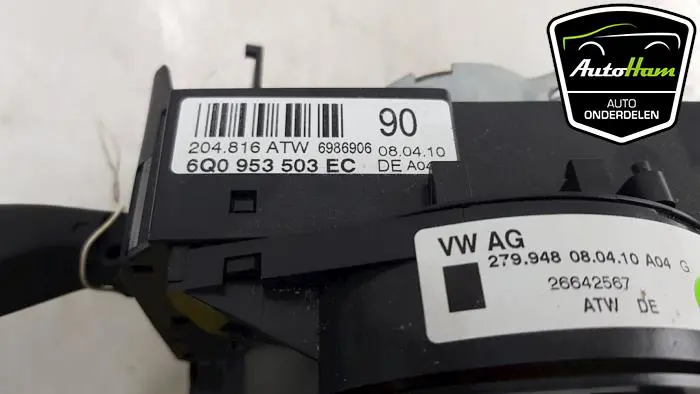 AutoHam
AUTO
ONDERDELEN
90
204.816 ATW 6986906 08.04.10
6Q0 953 503 EC DE A04
VW AG
279.948 08.04.10 A04 G
26642567
ATW DE